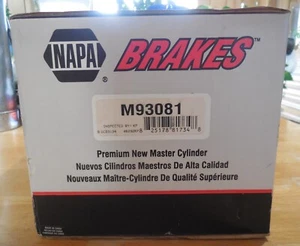 NAPA
BRAKES
M93081
Premium New Master Cylinder
Nuevos Cilindros Maestros De Alta Calidad
Nouveaux Maître-Cylindre De Qualité Supérieure